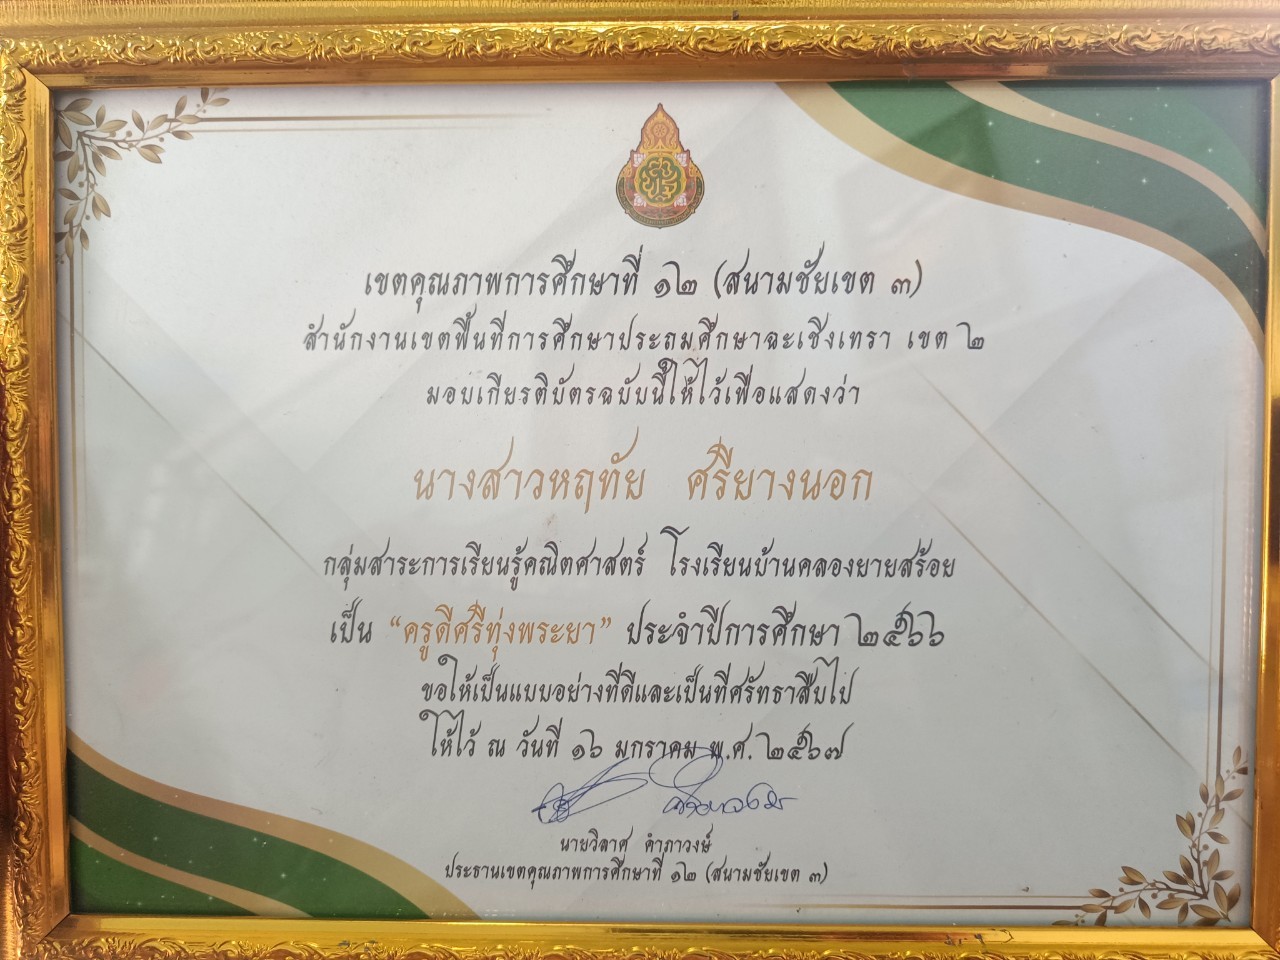 เขตคุณภาพการศึกษาที่ ๑๒ (สนามชัยเขต ๓)
สำนักงานเขตพื้นที่การศึกษาประถมศึกษาฉะเชิงเทรา เขต ๒
มอบเกียรติบัตรฉบับนี้ให้ไว้เพื่อแสดงว่า
นางสาวหฤทัย ศรียางนอก
กลุ่มสาระการเรียนรู้คณิตศาสตร์ โรงเรียนบ้านคลองยายสร้อย
เป็น “ครูดีศรีทุ่งพระยา” ประจำปีการศึกษา ๒๕๖๖
ขอให้เป็นแบบอย่างที่ดีและเป็นที่ศรัทธาสืบไป
ให้ไว้ ณ วันที่ ๑๖ มกราคม พ.ศ. ๒๕๖๗
นายวิลาศ คำภาวงษ์
ประธานเขตคุณภาพการศึกษาที่ ๑๒ (สนามชัยเขต ๓)